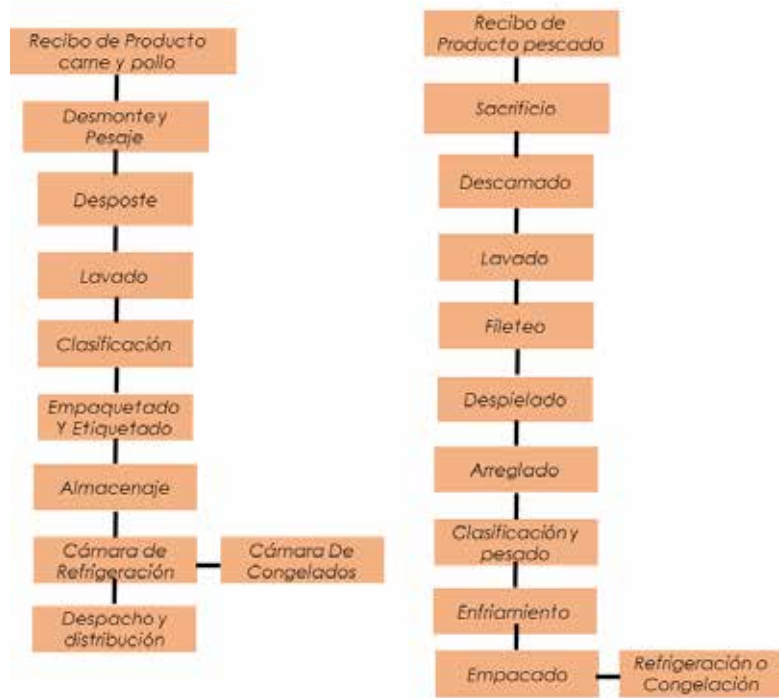 Recibo de Producto
carne y pollo
Desmonte y
Pesaje
Desposte
Lavado
Clasificación
Empaquetado
Y Etiquetado
Almacenaje
Cámara de
Refrigeración
Cámara De
Congelados
Despacho y
distribución
Recibo de
Producto pescado
Sacrificio
Descamado
Lavado
Fileteo
Despielado
Arreglado
Clasificación y
pesado
Enfriamiento
Empacado
Refrigeración o
Congelación